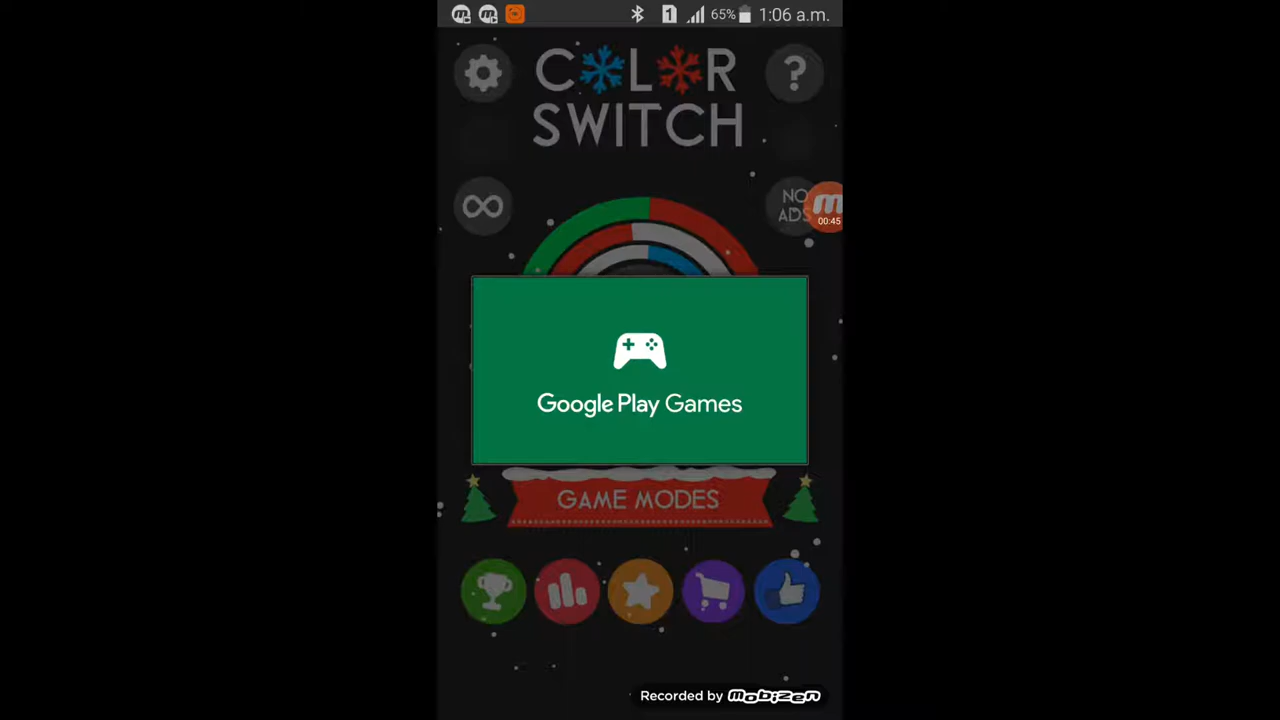 65% 1:06 a.m.
COLOR
SWITCH
?
NO
ADS
00:45
Google Play Games
GAME MODES
Recorded by mobizen